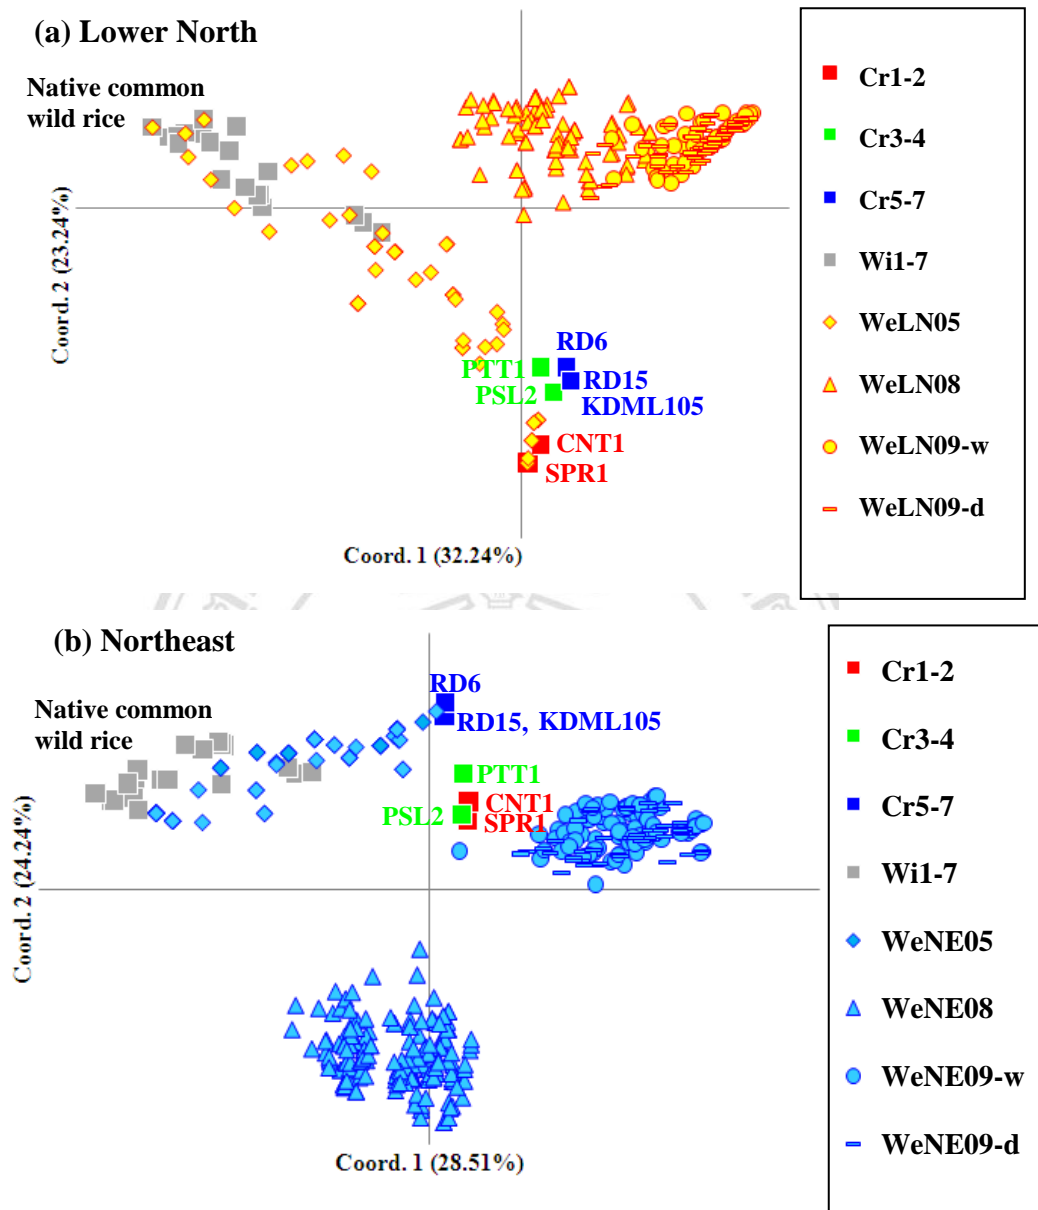 (a) Lower North
Native common
wild rice
Coord. 2 (23.24%)
RD6
PTT1
RD15
PSL2
KDML105
CNT1
SPR1
Coord. 1 (32.24%)
Cr1-2
Cr3-4
Cr5-7
Wi1-7
WeLN05
WeLN08
WeLN09-w
WeLN09-d
(b) Northeast
Native common
wild rice
Coord. 2 (24.24%)
RD6
RD15, KDML105
PTT1
CNT1
PSL2
SPR1
Coord. 1 (28.51%)
Cr1-2
Cr3-4
Cr5-7
Wi1-7
WeNE05
WeNE08
WeNE09-w
WeNE09-d